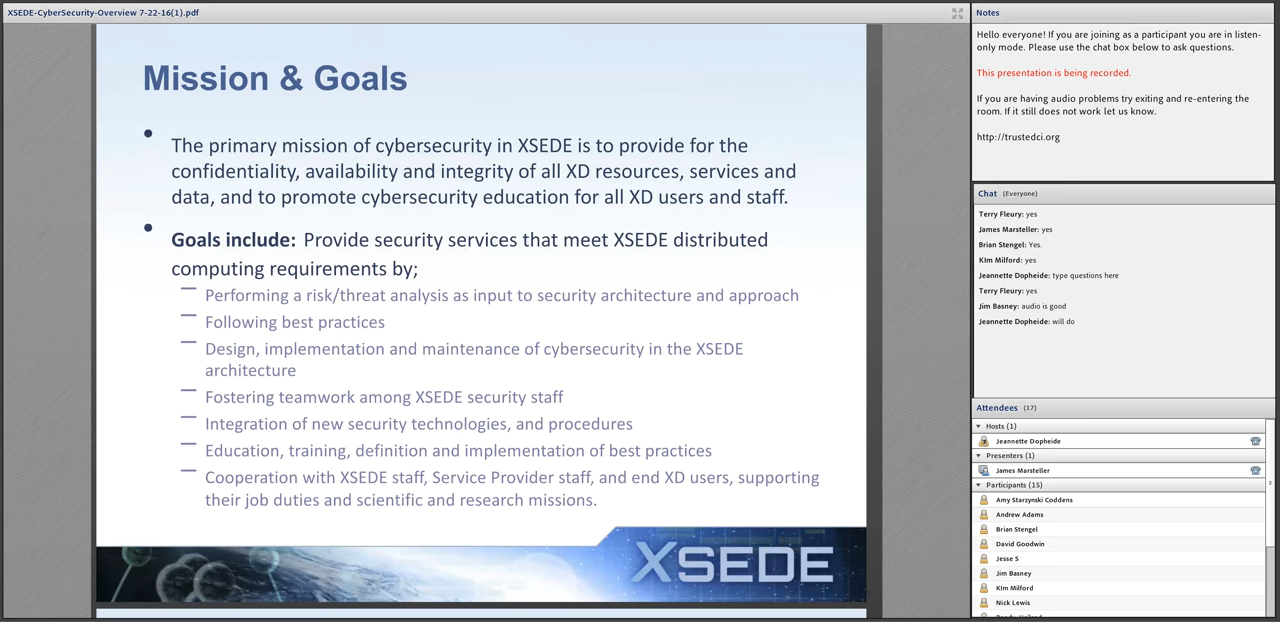 XSEDE-CyberSecurity-Overview 7-22-16(1).pdf
Mission & Goals
• The primary mission of cybersecurity in XSEDE is to provide for the
confidentiality, availability and integrity of all XD resources, services and
data, and to promote cybersecurity education for all XD users and staff.
• Goals include: Provide security services that meet XSEDE distributed
computing requirements by;
— Performing a risk/threat analysis as input to security architecture and approach
— Following best practices
— Design, implementation and maintenance of cybersecurity in the XSEDE
architecture
— Fostering teamwork among XSEDE security staff
— Integration of new security technologies, and procedures
— Education, training, definition and implementation of best practices
— Cooperation with XSEDE staff, Service Provider staff, and end XD users, supporting
their job duties and scientific and research missions.
XSEDE
Notes
Hello everyone! If you are joining as a participant you are in listen-
only mode. Please use the chat box below to ask questions.
This presentation is being recorded.
If you are having audio problems try exiting and re-entering the
room. If it still does not work let us know.
http://trustedci.org
Chat (Everyone)
Terry Fleury: yes
James Marsteller: yes
Brian Stengel: Yes.
KIm Milford: yes
Jeannette Dopheide: type questions here
Terry Fleury: yes
Jim Basney: audio is good
Jeannette Dopheide: will do
Attendees (17)
Hosts (1)
Jeannette Dopheide
Presenters (1)
James Marsteller
Participants (15)
Amy Starzynski Coddens
Andrew Adams
Brian Stengel
David Goodwin
Jesse S
Jim Basney
KIm Milford
Nick Lewis